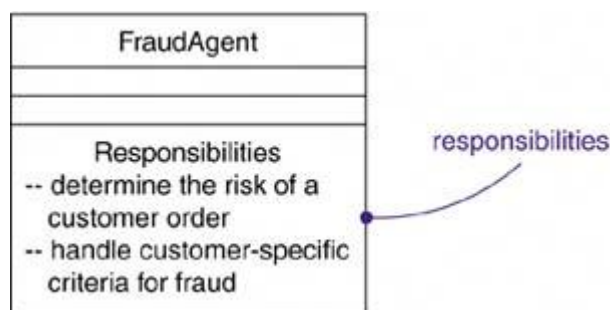 FraudAgent
Responsibilities
-- determine the risk of a
customer order
-- handle customer-specific
criteria for fraud
responsibilities